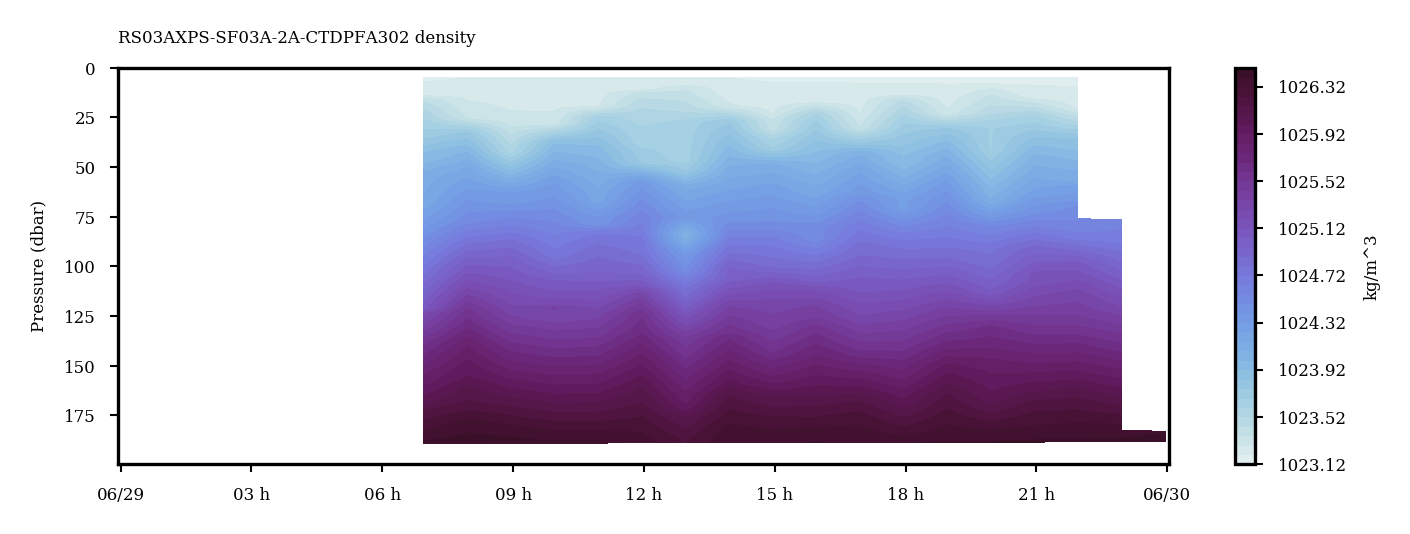 RS03AXPS-SF03A-2A-CTDPFA302 density
0
25
50
75
100
125
150
175
Pressure (dbar)
06/29
03 h
06 h
09 h
12 h
15 h
18 h
21 h
06/30
1026.32
1025.92
1025.52
1025.12
1024.72
1024.32
1023.92
1023.52
1023.12
kg/m^3